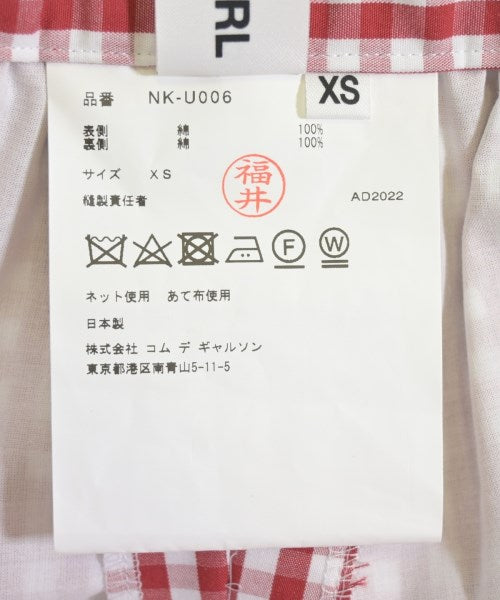 RL
XS
品番 NK-U006
表側 綿 100%
裏側 綿 100%
サイズ XS
福井
縫製責任者 AD2022
F W
ネット使用 あて布使用
日本製
株式会社 コム デ ギャルソン
東京都港区南青山5-11-5